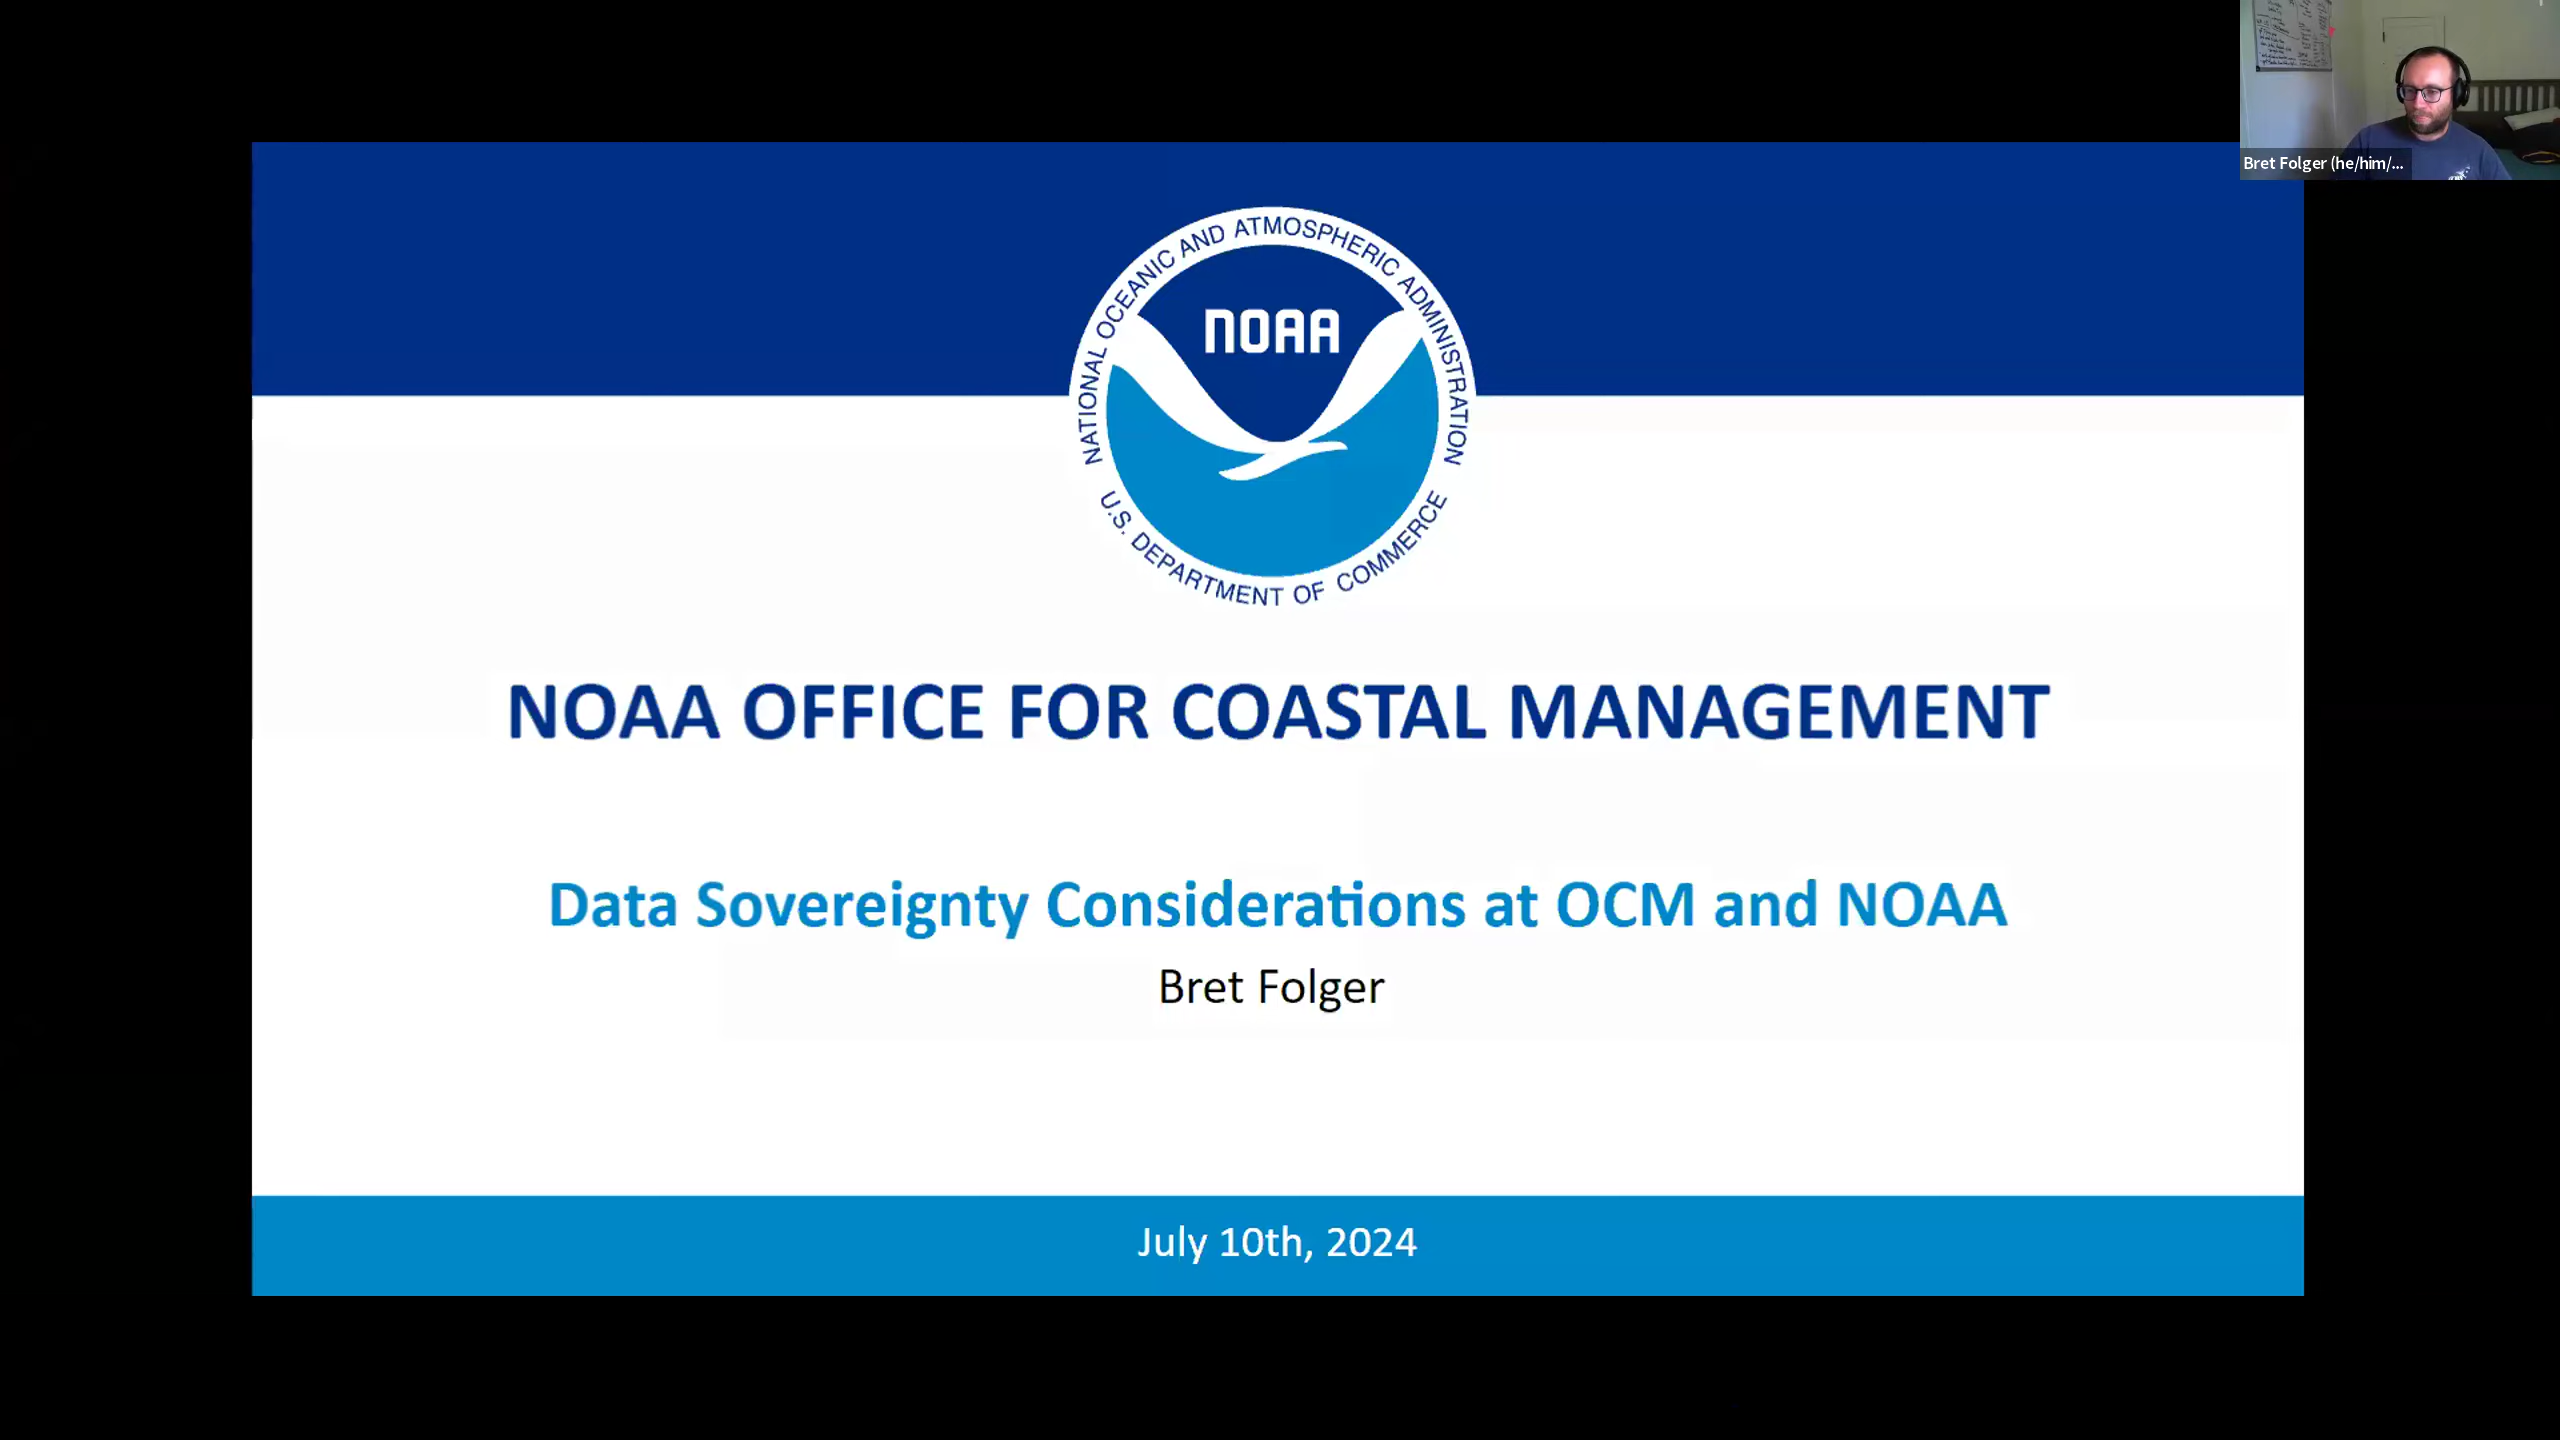 Bret Folger (he/him/...
NATIONAL OCEANIC AND ATMOSPHERIC ADMINISTRATION
NOAA
U.S. DEPARTMENT OF COMMERCE
NOAA OFFICE FOR COASTAL MANAGEMENT
Data Sovereignty Considerations at OCM and NOAA
Bret Folger
July 10th, 2024